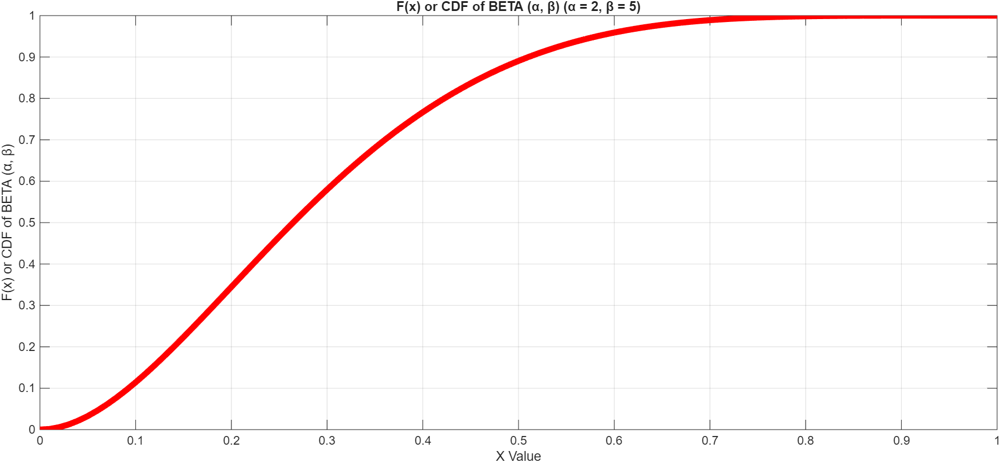 F(x) or CDF of BETA (α, β) (α = 2, β = 5)
F(x) or CDF of BETA (α, β)
1
0.9
0.8
0.7
0.6
0.5
0.4
0.3
0.2
0.1
0
0 0.1 0.2 0.3 0.4 0.5 0.6 0.7 0.8 0.9 1
X Value